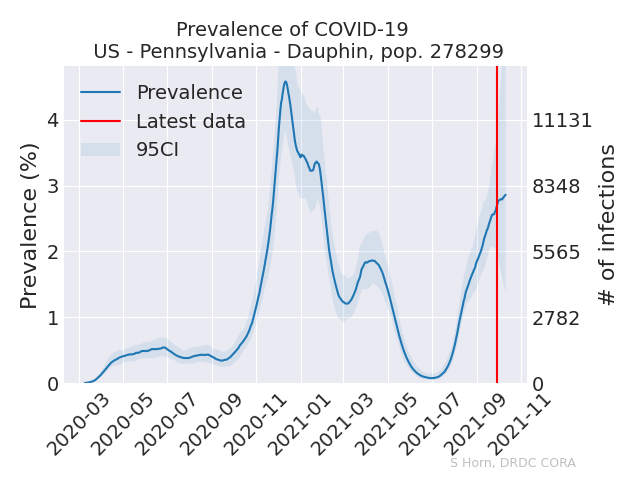 Prevalence of COVID-19
US - Pennsylvania - Dauphin, pop. 278299
Prevalence
Latest data
95CI
Prevalence (%)
4
3
2
1
0
11131
8348
5565
2782
0
# of infections
2020-03
2020-05
2020-07
2020-09
2020-11
2021-01
2021-03
2021-05
2021-07
2021-09
2021-11
S Horn, DRDC CORA